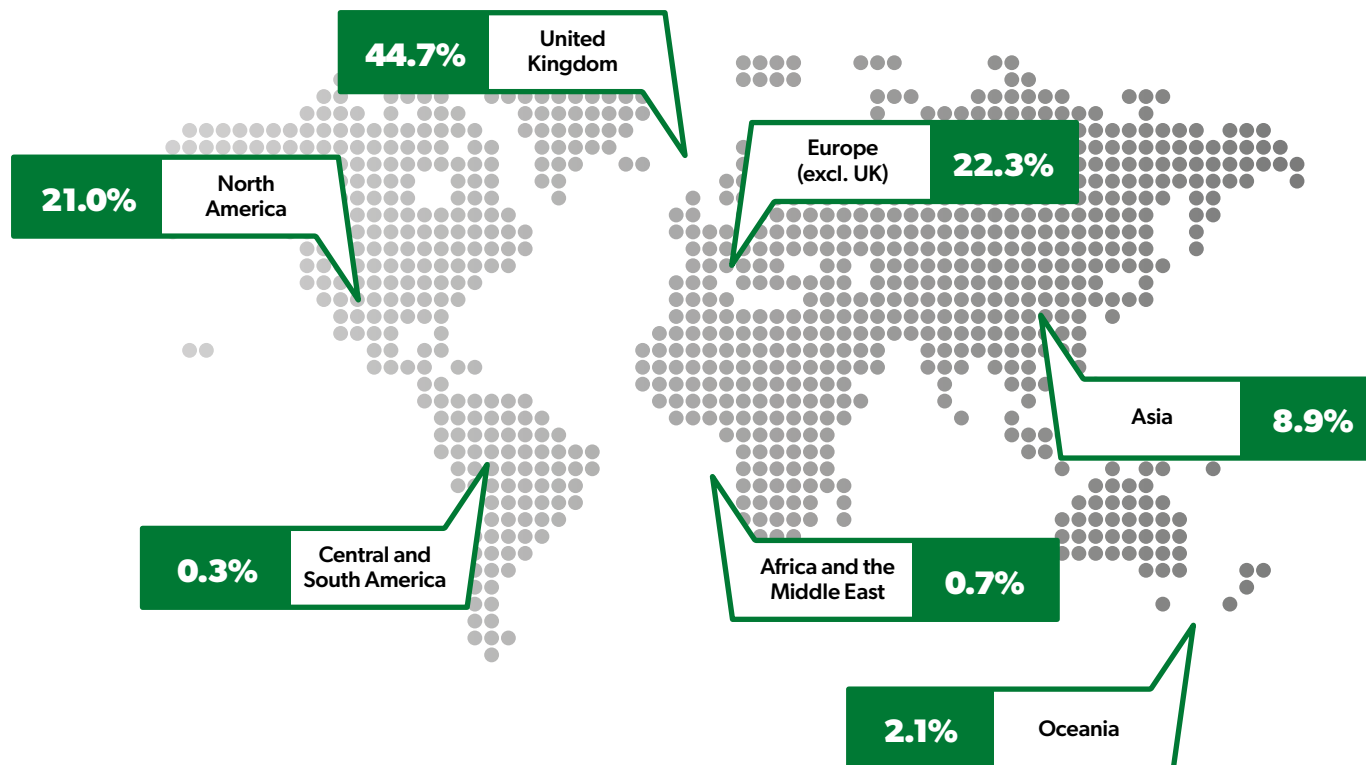 44.7%
United
Kingdom
Europe
(excl. UK)
22.3%
21.0%
North
America
Asia
8.9%
0.3%
Central and
South America
Africa and the
Middle East
0.7%
2.1%
Oceania